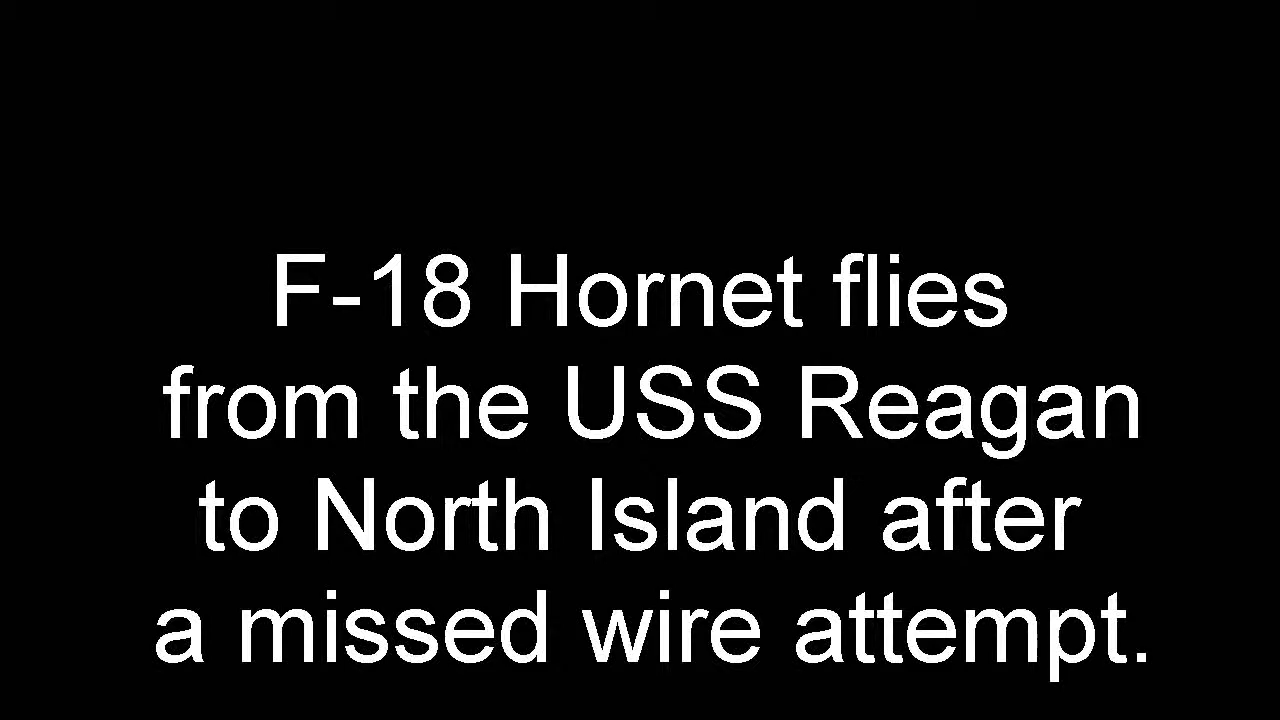 F-18 Hornet flies
from the USS Reagan
to North Island after
a missed wire attempt.